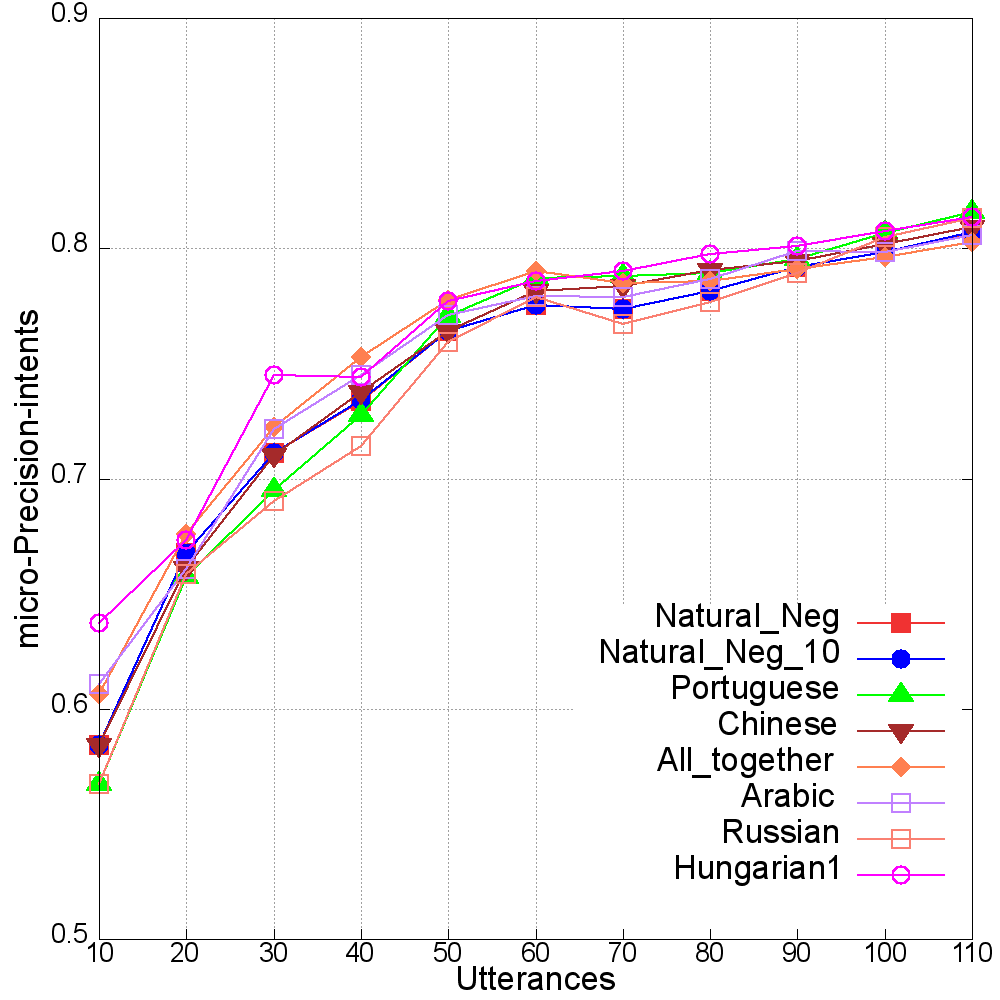 0.9
0.8
0.7
0.6
0.5
micro-Precision-intents
Natural_Neg
Natural_Neg_10
Portuguese
Chinese
All_together
Arabic
Russian
Hungarian1
10 20 30 40 50 60 70 80 90 100 110
Utterances